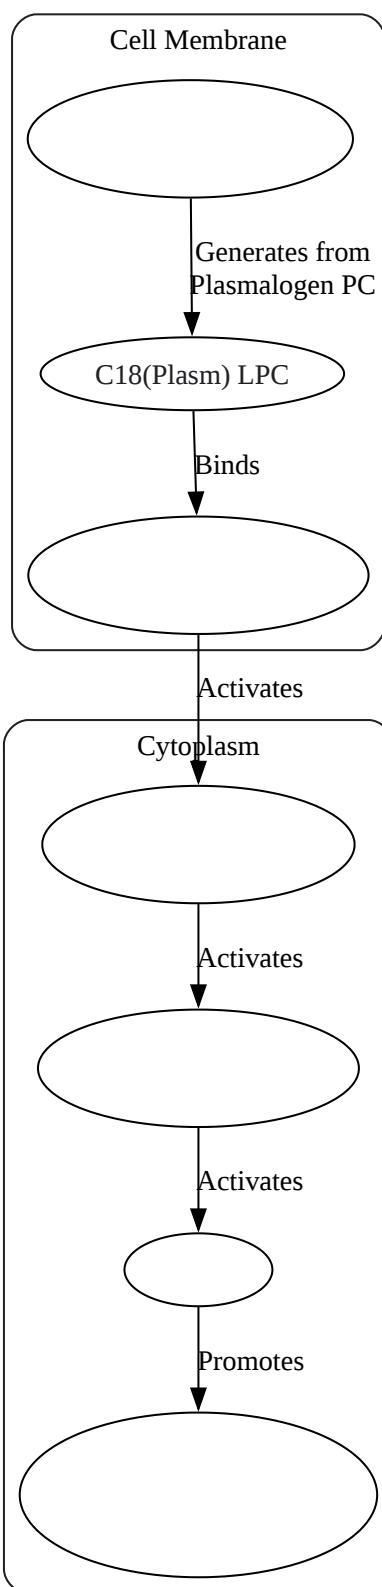 Cell Membrane
Generates from
Plasmalogen PC
C18(Plasm) LPC
Binds
Activates
Cytoplasm
Activates
Activates
Promotes